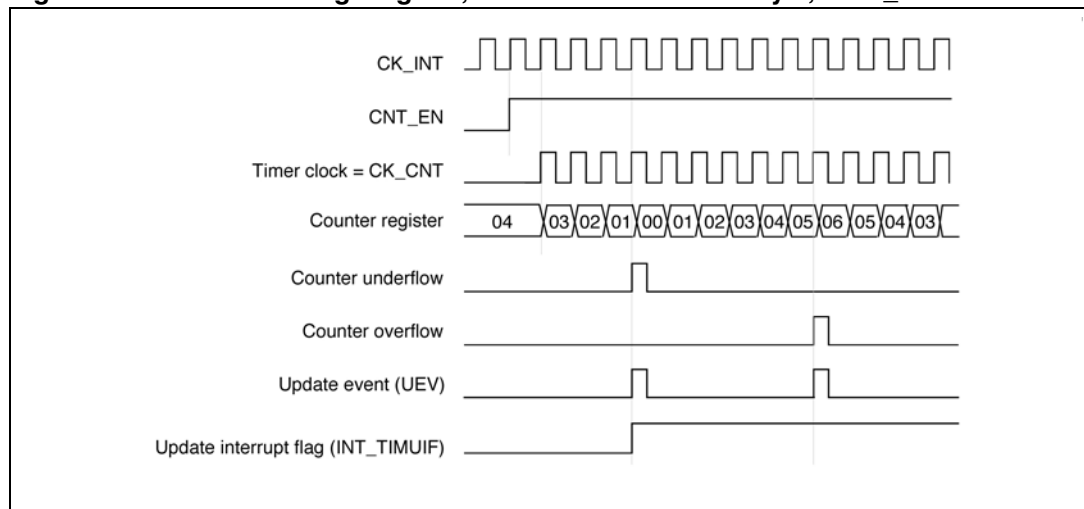 CK_INT
CNT_EN
Timer clock = CK_CNT
Counter register 04 03 02 01 00 01 02 03 04 05 06 05 04 03
Counter underflow
Counter overflow
Update event (UEV)
Update interrupt flag (INT_TIMUIF)